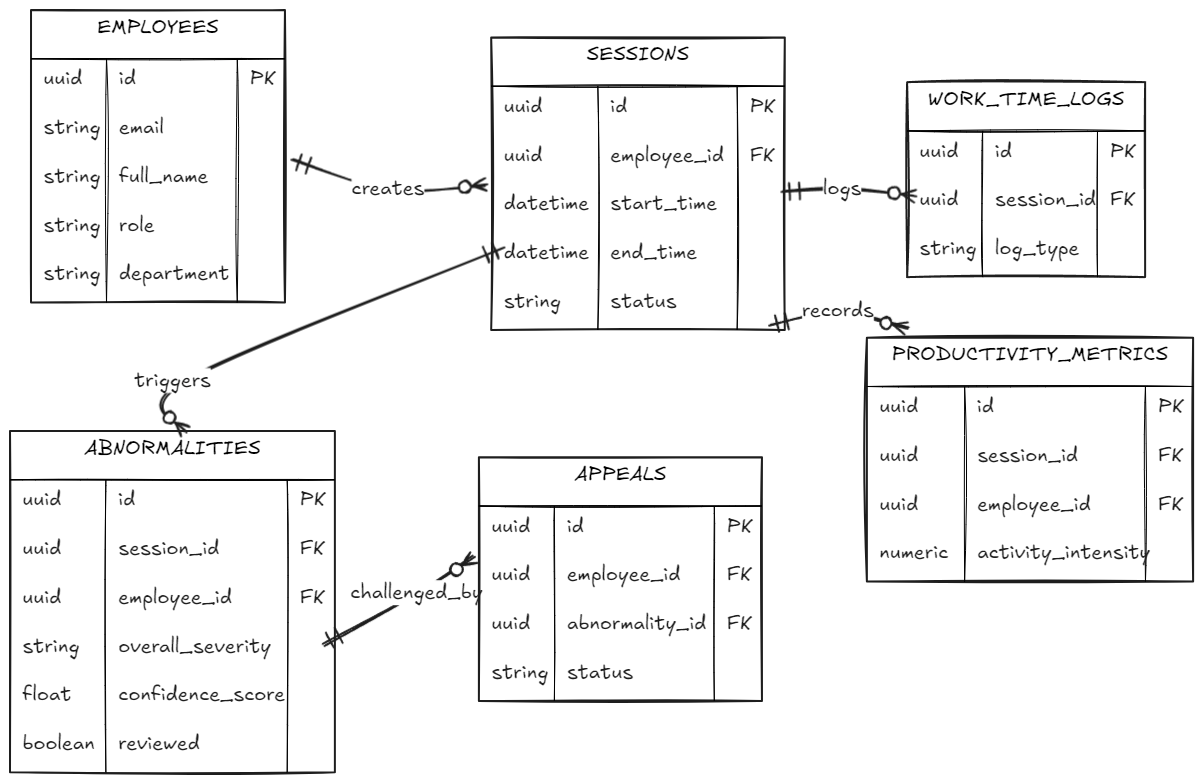 EMPLOYEES
uuid id PK
string email
string full_name
string role
string department
creates
SESSIONS
uuid id PK
uuid employee_id FK
datetime start_time
datetime end_time
string status
logs
WORK_TIME_LOGS
uuid id PK
uuid session_id FK
string log_type
records
PRODUCTIVITY_METRICS
uuid id PK
uuid session_id FK
uuid employee_id FK
numeric activity_intensity
triggers
ABNORMALITIES
uuid id PK
uuid session_id FK
uuid employee_id FK
string overall_severity
float confidence_score
boolean reviewed
challenged_by
APPEALS
uuid id PK
uuid employee_id FK
uuid abnormality_id FK
string status